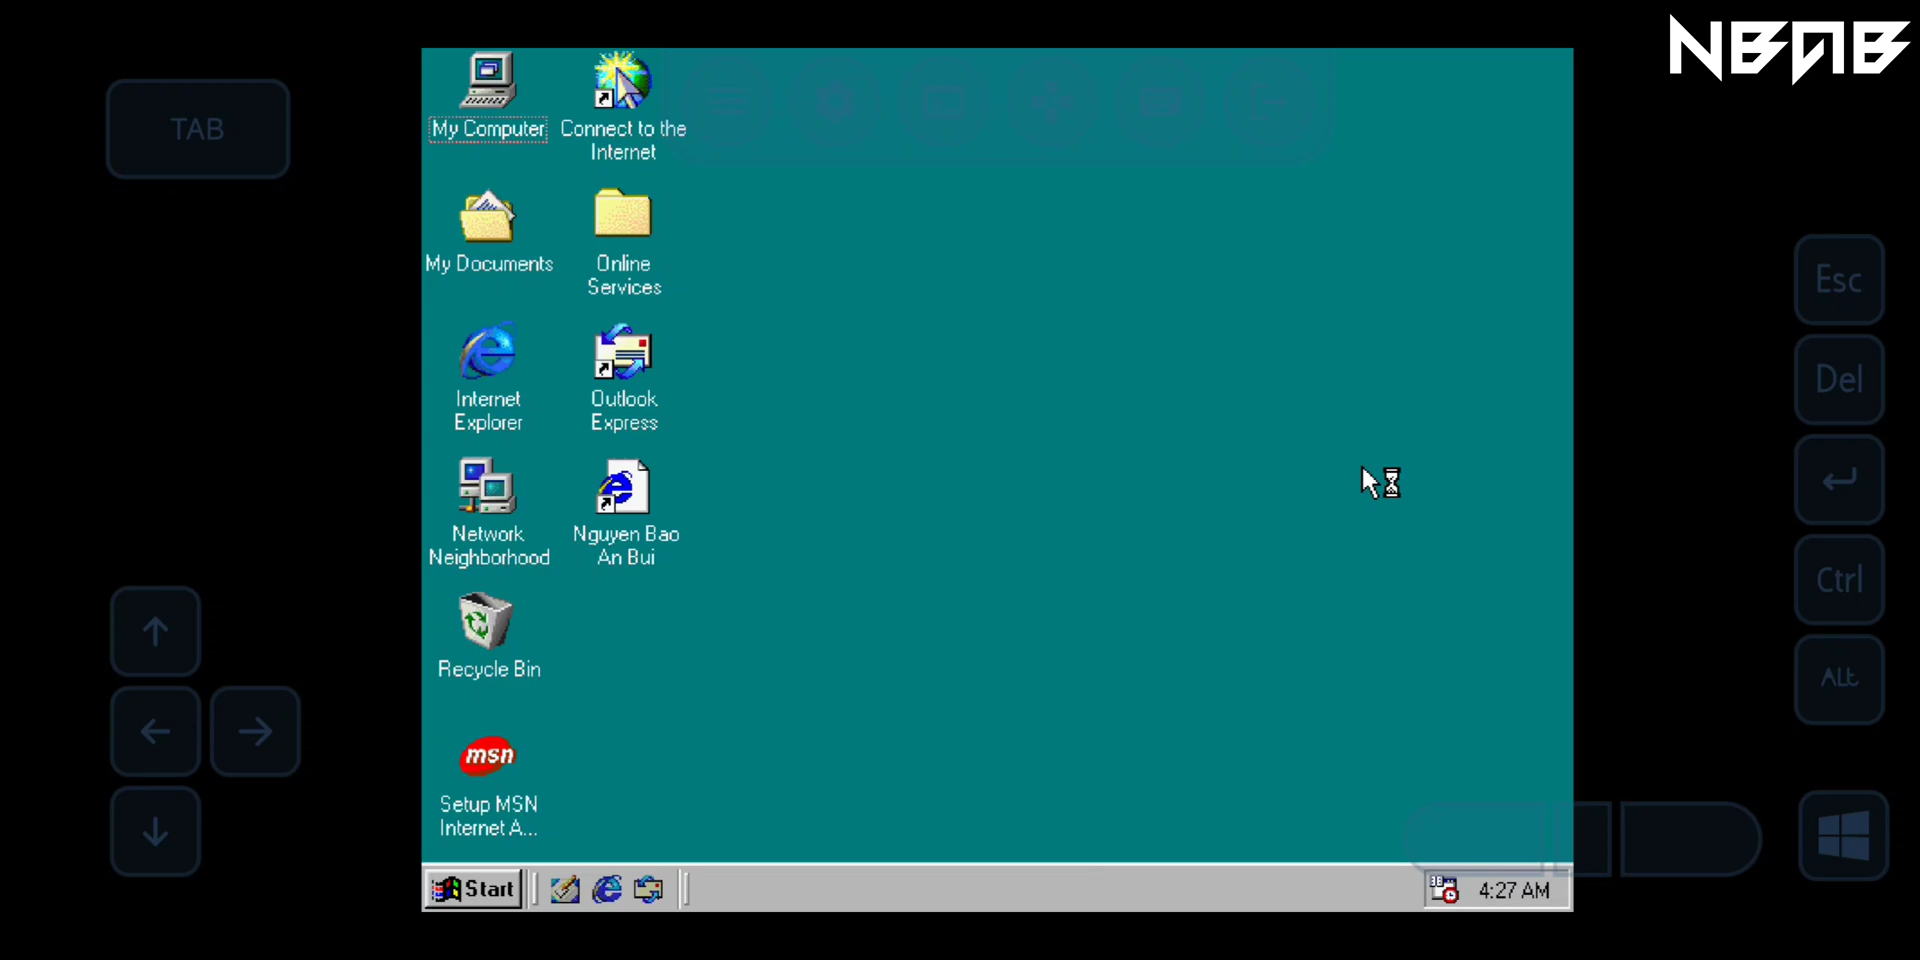 NBAB
TAB
My Computer
Connect to the
Internet
My Documents
Online
Services
Internet
Explorer
Outlook
Express
Network
Neighborhood
Nguyen Bao
An Bui
Recycle Bin
msn
Setup MSN
Internet A...
Start
4:27 AM
Esc
Del
Ctrl
ALt